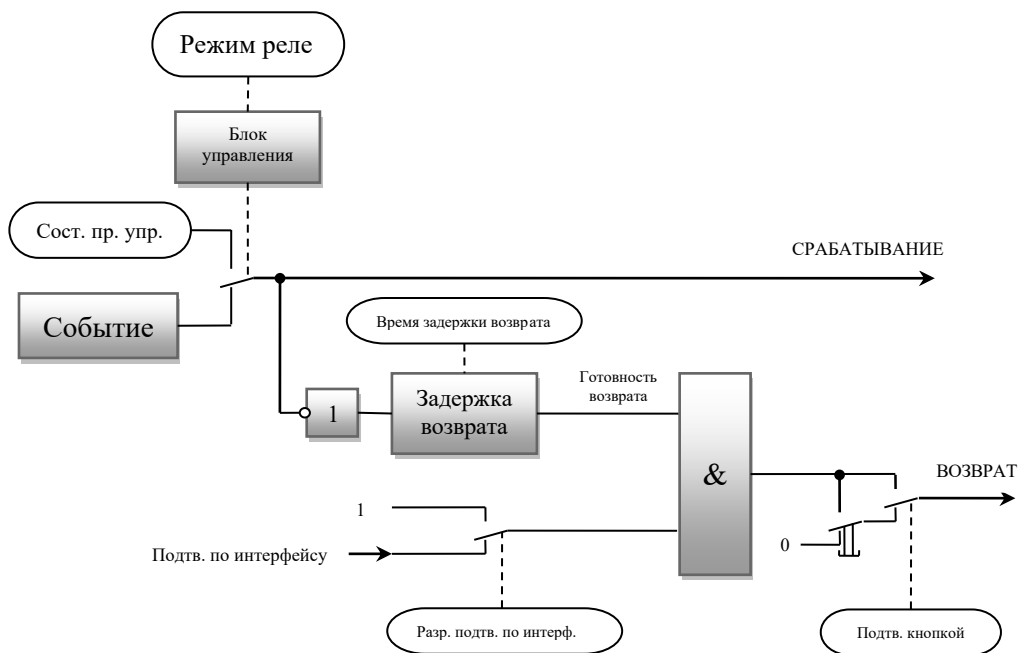 Режим реле
Блок
управления
Сост. пр. упр.
СРАБАТЫВАНИЕ
Событие
Время задержки возврата
Готовность
возврата
1
Задержка
возврата
&
ВОЗВРАТ
1
0
Подтв. по интерфейсу
Разр. подтв. по интерф.
Подтв. кнопкой